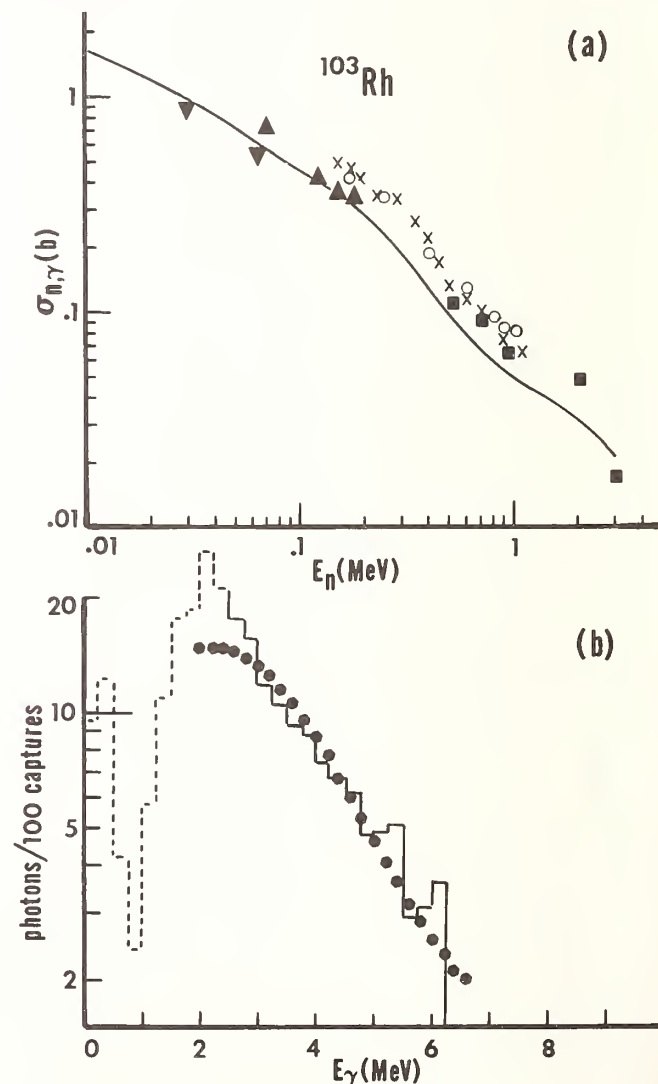 (a)
¹⁰³Rh
σn,γ(b)
1
.1
.01
.01 .1 1
En(MeV)
(b)
photons/100 captures
20
10
5
2
0 2 4 6 8
Eγ(MeV)